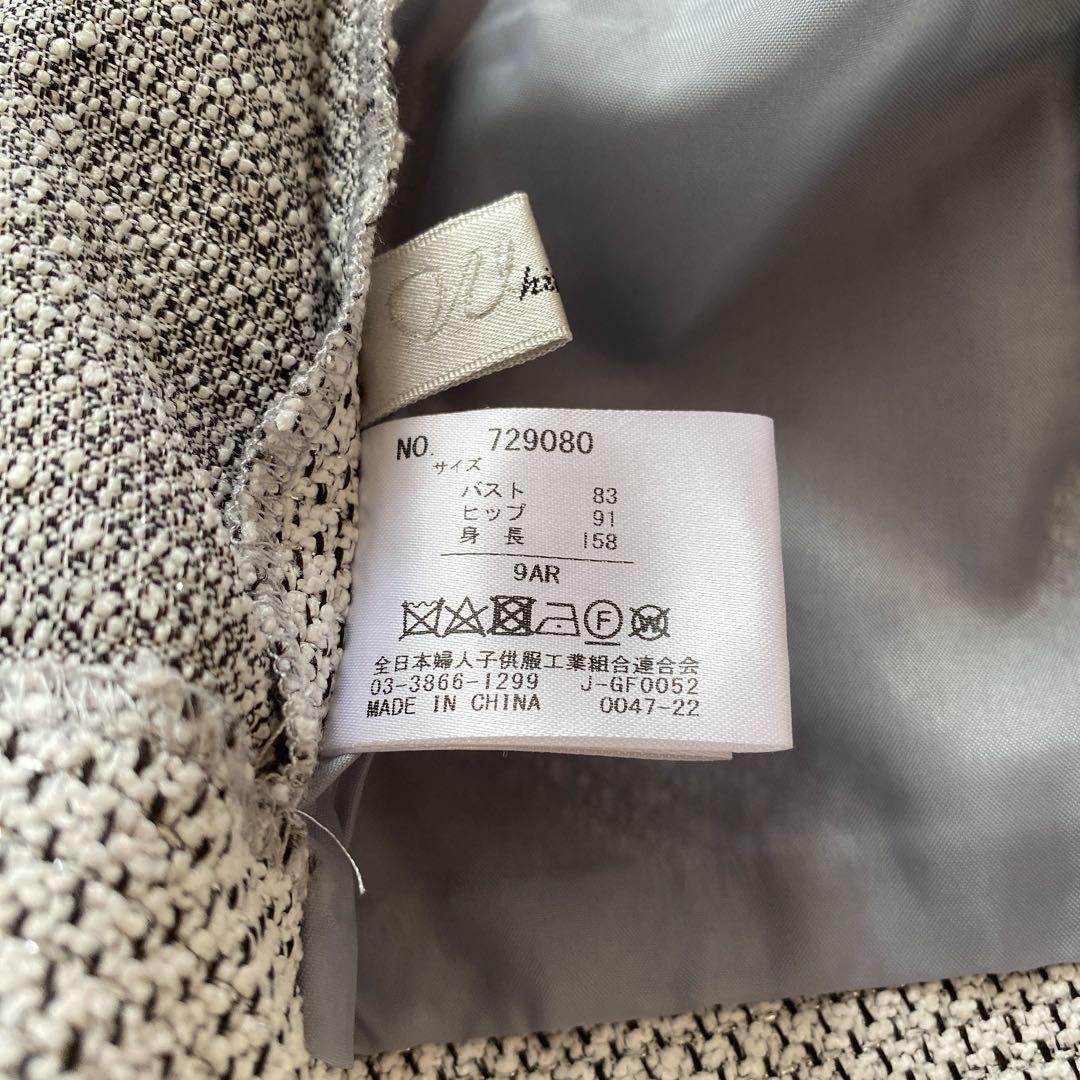 NO. 729080
サイズ
バスト 83
ヒップ 91
身長 158
9AR
F W
全日本婦人子供服工業組合連合会
03-3866-1299 J-GF0052
MADE IN CHINA 0047-22